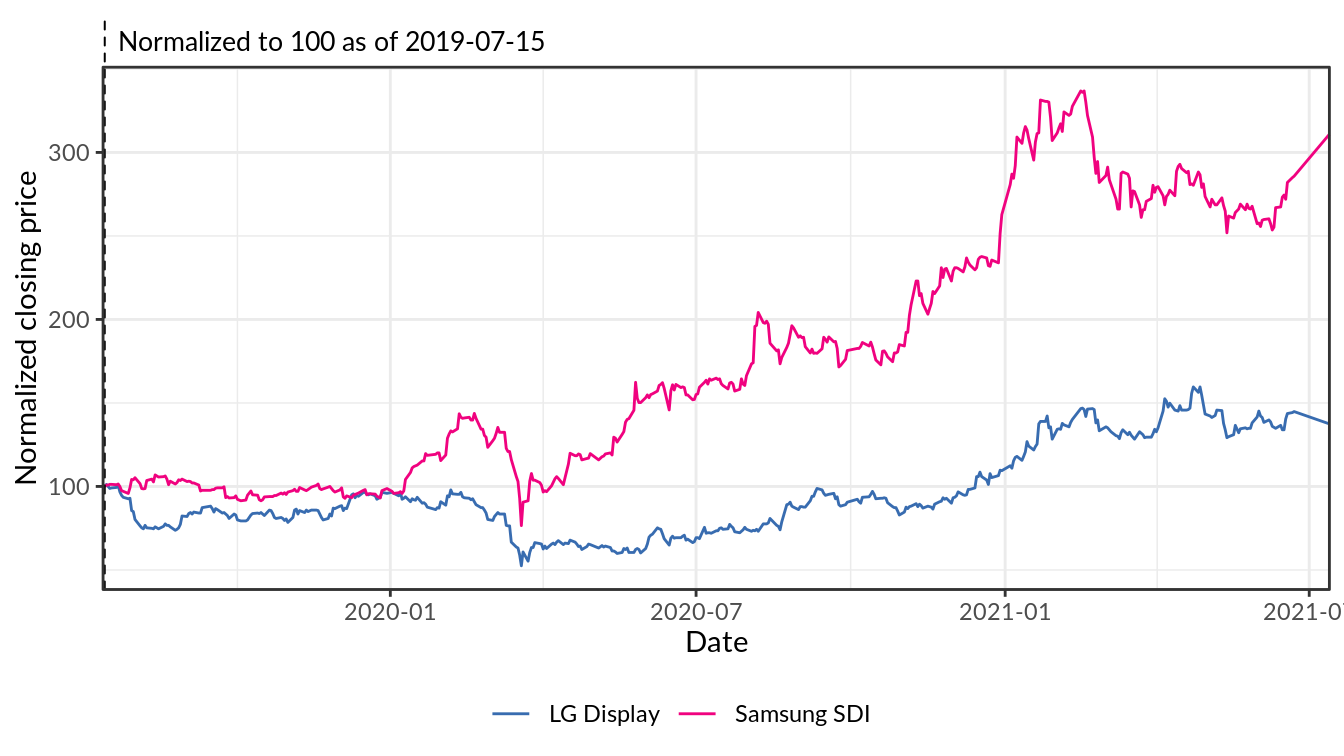 Normalized to 100 as of 2019-07-15
Normalized closing price
300
200
100
2020-01
2020-07
2021-01
2021-0
Date
LG Display
Samsung SDI